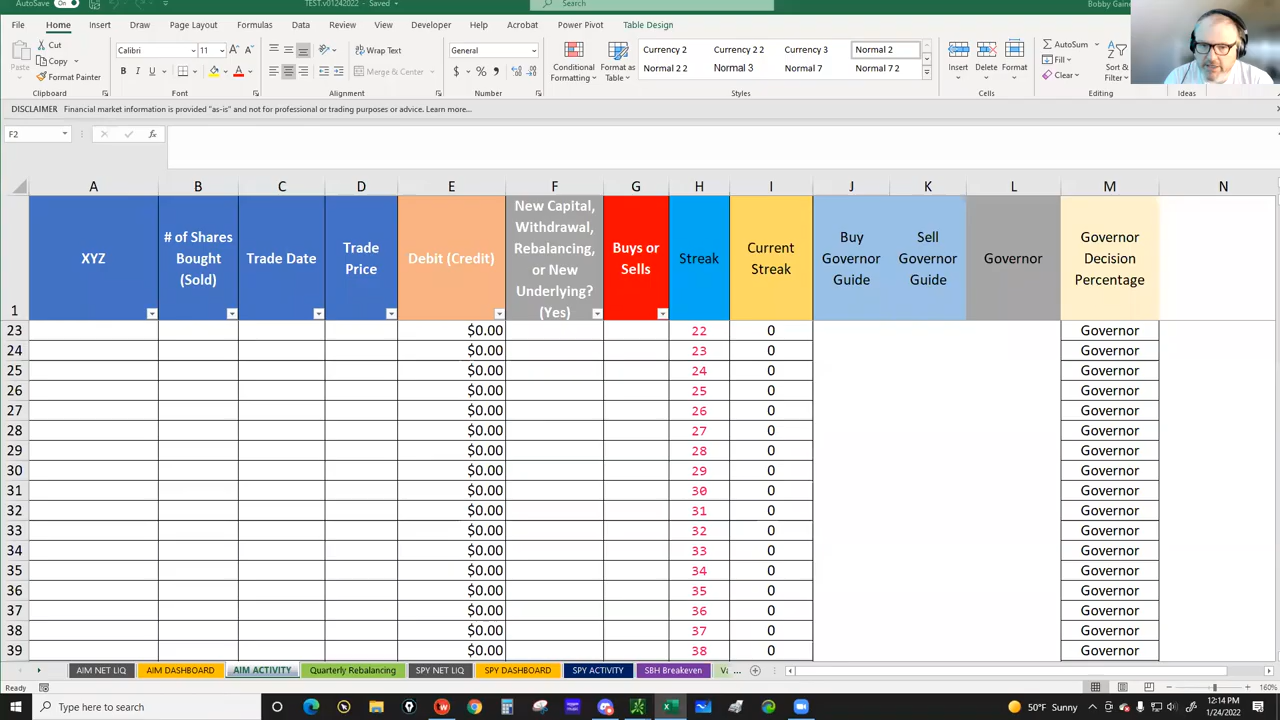 AutoSave On TEST.v01242022 - Saved Search Bobby Gaine
File Home Insert Draw Page Layout Formulas Data Review View Developer Help Acrobat Power Pivot Table Design
Cut
Copy
Format Painter
Paste
Calibri 11
Wrap Text
Merge & Center
General
Conditional Formatting
Format as Table
Currency 2 Currency 2 2 Currency 3 Normal 2
Normal 2 2 Normal 3 Normal 7 Normal 7 2
Insert Delete Format
AutoSum
Fill
Clear
Sort &
Clipboard Font Alignment Number Styles Cells Editing Ideas
DISCLAIMER Financial market information is provided "as-is" and not for professional or trading purposes or advice. Learn more...
F2 fx
A B C D E F G H I J K L M N
1
XYZ
# of Shares
Bought
(Sold)
Trade Date
Trade
Price
Debit (Credit)
New Capital,
Withdrawal,
Rebalancing,
or New
Underlying?
(Yes)
Buys or
Sells
Streak
Current
Streak
Buy
Governor
Guide
Sell
Governor
Guide
Governor
Governor
Decision
Percentage
23 $0.00 22 0 Governor
24 $0.00 23 0 Governor
25 $0.00 24 0 Governor
26 $0.00 25 0 Governor
27 $0.00 26 0 Governor
28 $0.00 27 0 Governor
29 $0.00 28 0 Governor
30 $0.00 29 0 Governor
31 $0.00 30 0 Governor
32 $0.00 31 0 Governor
33 $0.00 32 0 Governor
34 $0.00 33 0 Governor
35 $0.00 34 0 Governor
36 $0.00 35 0 Governor
37 $0.00 36 0 Governor
38 $0.00 37 0 Governor
39 $0.00 38 0 Governor
AIM NET LIQ AIM DASHBOARD AIM ACTIVITY Quarterly Rebalancing SPY NET LIQ SPY DASHBOARD SPY ACTIVITY SBH Breakeven V: ...
Ready 160%
Type here to search
50°F Sunny
12:14 PM
1/24/2022